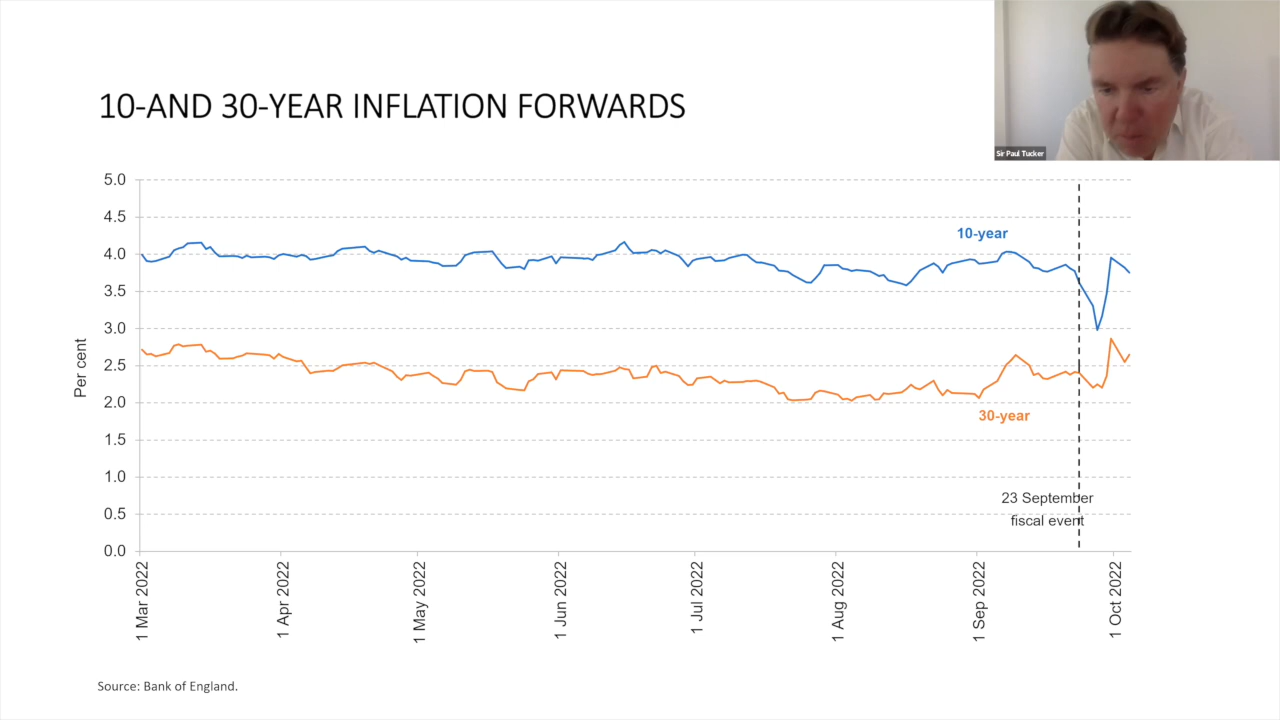 10-AND 30-YEAR INFLATION FORWARDS
Sir Paul Tucker
5.0
4.5
4.0
3.5
3.0
2.5
2.0
1.5
1.0
0.5
0.0
Per cent
10-year
30-year
23 September
fiscal event
1 Mar 2022
1 Apr 2022
1 May 2022
1 Jun 2022
1 Jul 2022
1 Aug 2022
1 Sep 2022
1 Oct 2022
Source: Bank of England.